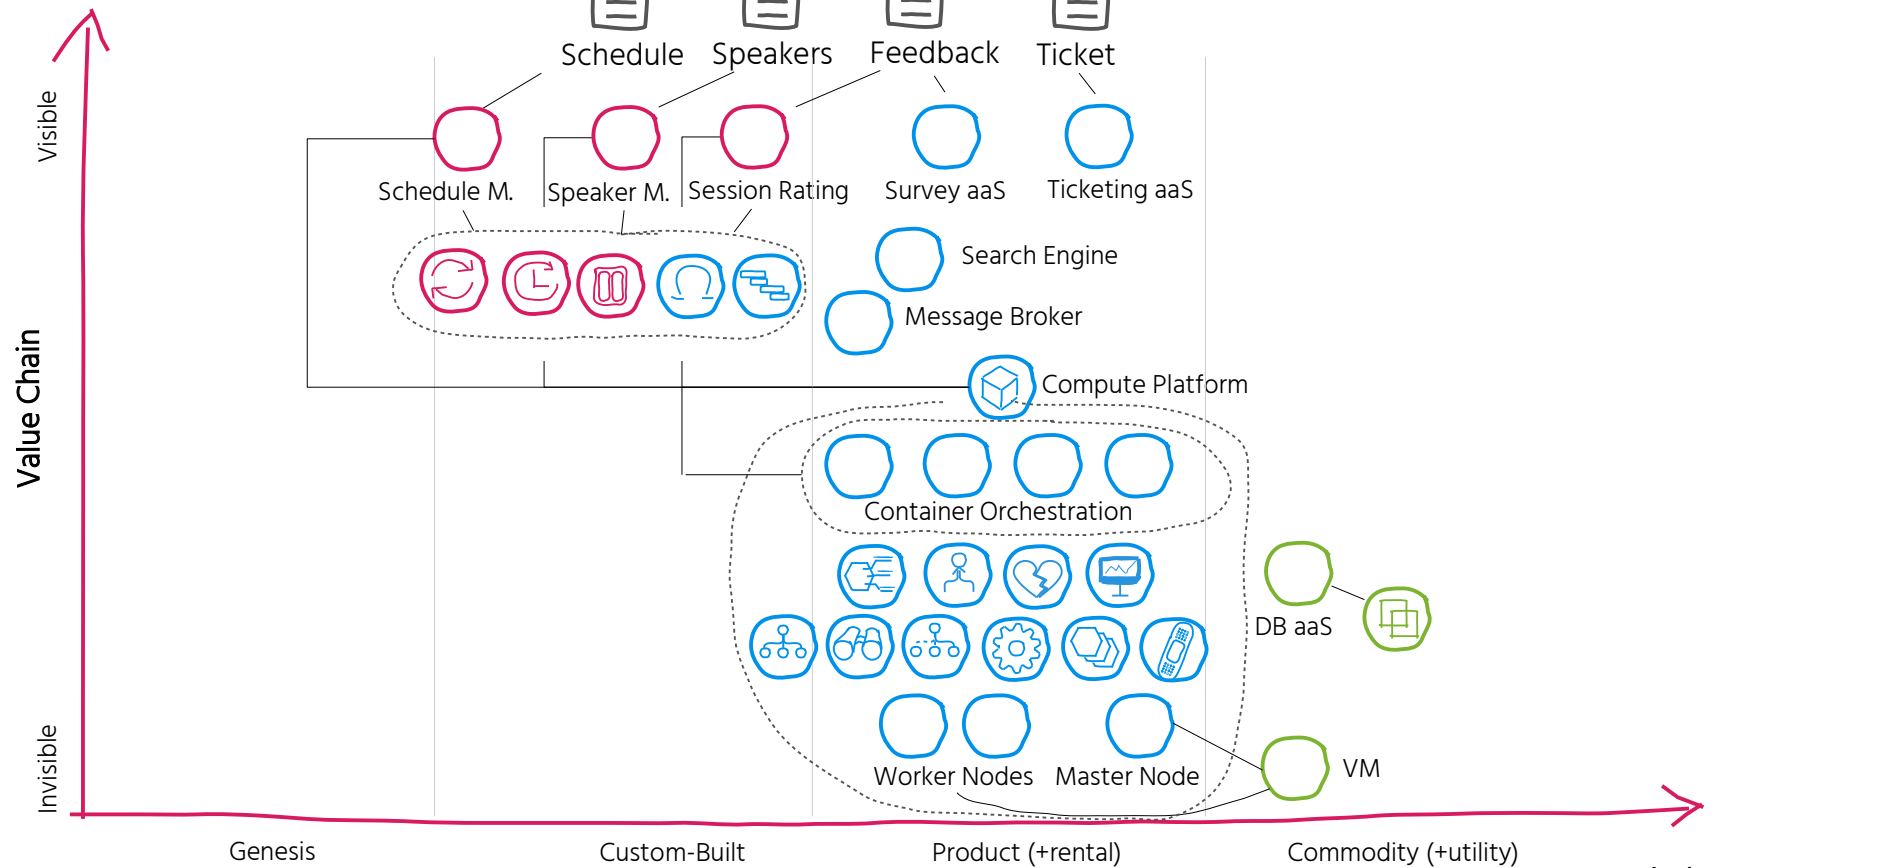 Schedule
Speakers
Feedback
Ticket
Visible
Schedule M.
Speaker M.
Session Rating
Survey aaS
Ticketing aaS
Search Engine
Message Broker
Value Chain
Compute Platform
Container Orchestration
DB aaS
Invisible
Worker Nodes
Master Node
VM
Genesis
Custom-Built
Product (+rental)
Commodity (+utility)